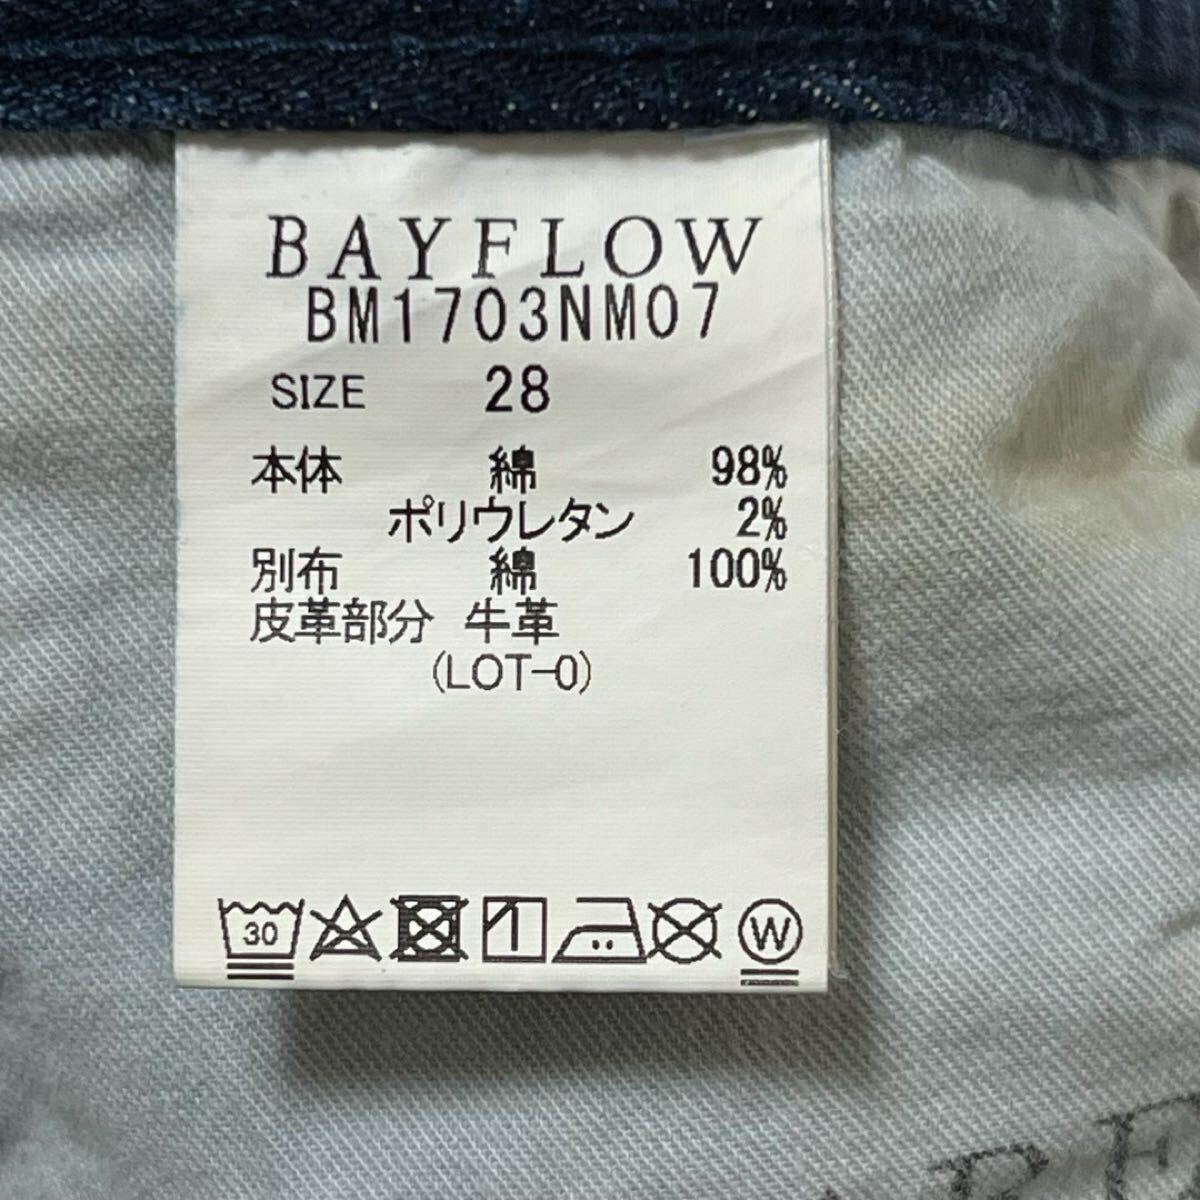 BAYFLOW
BM1703NM07
SIZE 28
本体 綿 98%
ポリウレタン 2%
別布 綿 100%
皮革部分 牛革
(LOT-0)
30 W